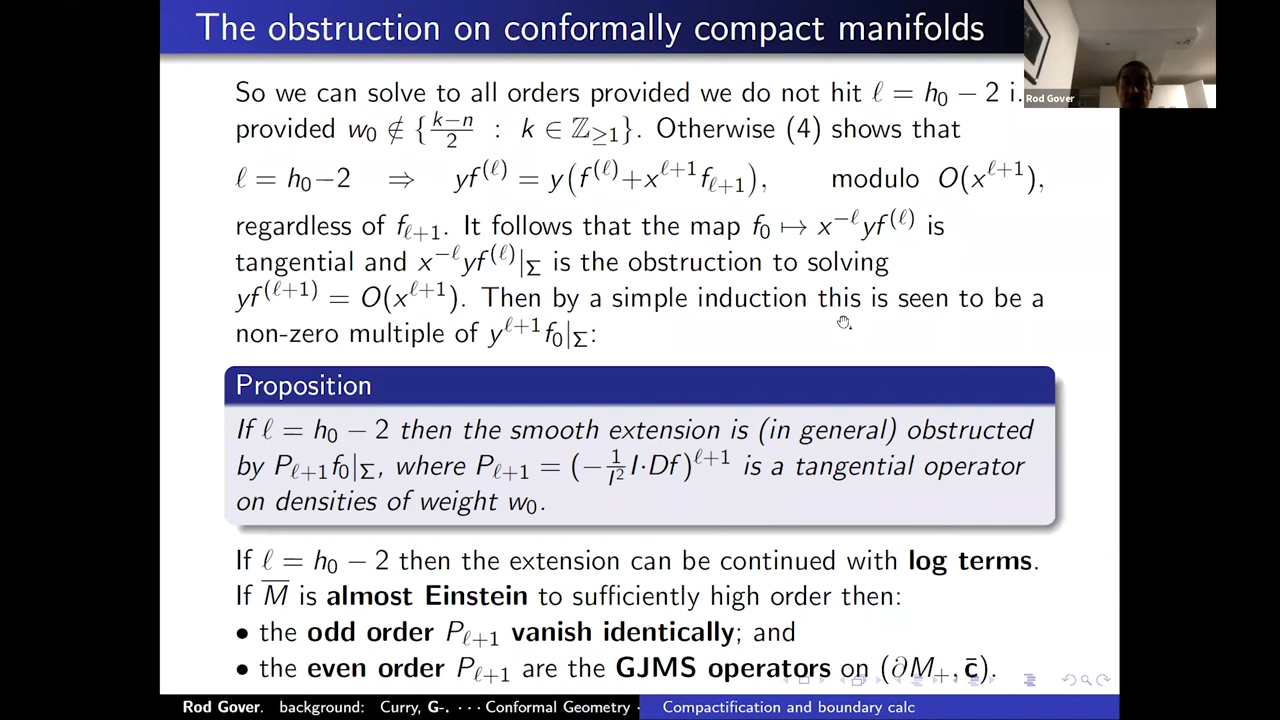 The obstruction on conformally compact manifolds
Rod Gover
So we can solve to all orders provided we do not hit ℓ = h₀ − 2 i.
provided w₀ ∉ {(k−n)/2 : k ∈ ℤ≥1}. Otherwise (4) shows that
ℓ = h₀−2 ⇒ yf^(ℓ) = y(f^(ℓ)+x^{ℓ+1}f_{ℓ+1}), modulo O(x^{ℓ+1}),
regardless of f_{ℓ+1}. It follows that the map f₀ ↦ x^{−ℓ}yf^(ℓ) is
tangential and x^{−ℓ}yf^(ℓ)|_Σ is the obstruction to solving
yf^(ℓ+1) = O(x^{ℓ+1}). Then by a simple induction this is seen to be a
non-zero multiple of y^{ℓ+1}f₀|_Σ:
Proposition
If ℓ = h₀ − 2 then the smooth extension is (in general) obstructed
by P_{ℓ+1}f₀|_Σ, where P_{ℓ+1} = (−(1/I²)I·Df)^{ℓ+1} is a tangential operator
on densities of weight w₀.
If ℓ = h₀ − 2 then the extension can be continued with log terms.
If M̅ is almost Einstein to sufficiently high order then:
• the odd order P_{ℓ+1} vanish identically; and
• the even order P_{ℓ+1} are the GJMS operators on (∂M₊, c̄).
Rod Gover. background: Curry, G-. ··· Conformal Geometry ·
Compactification and boundary calc